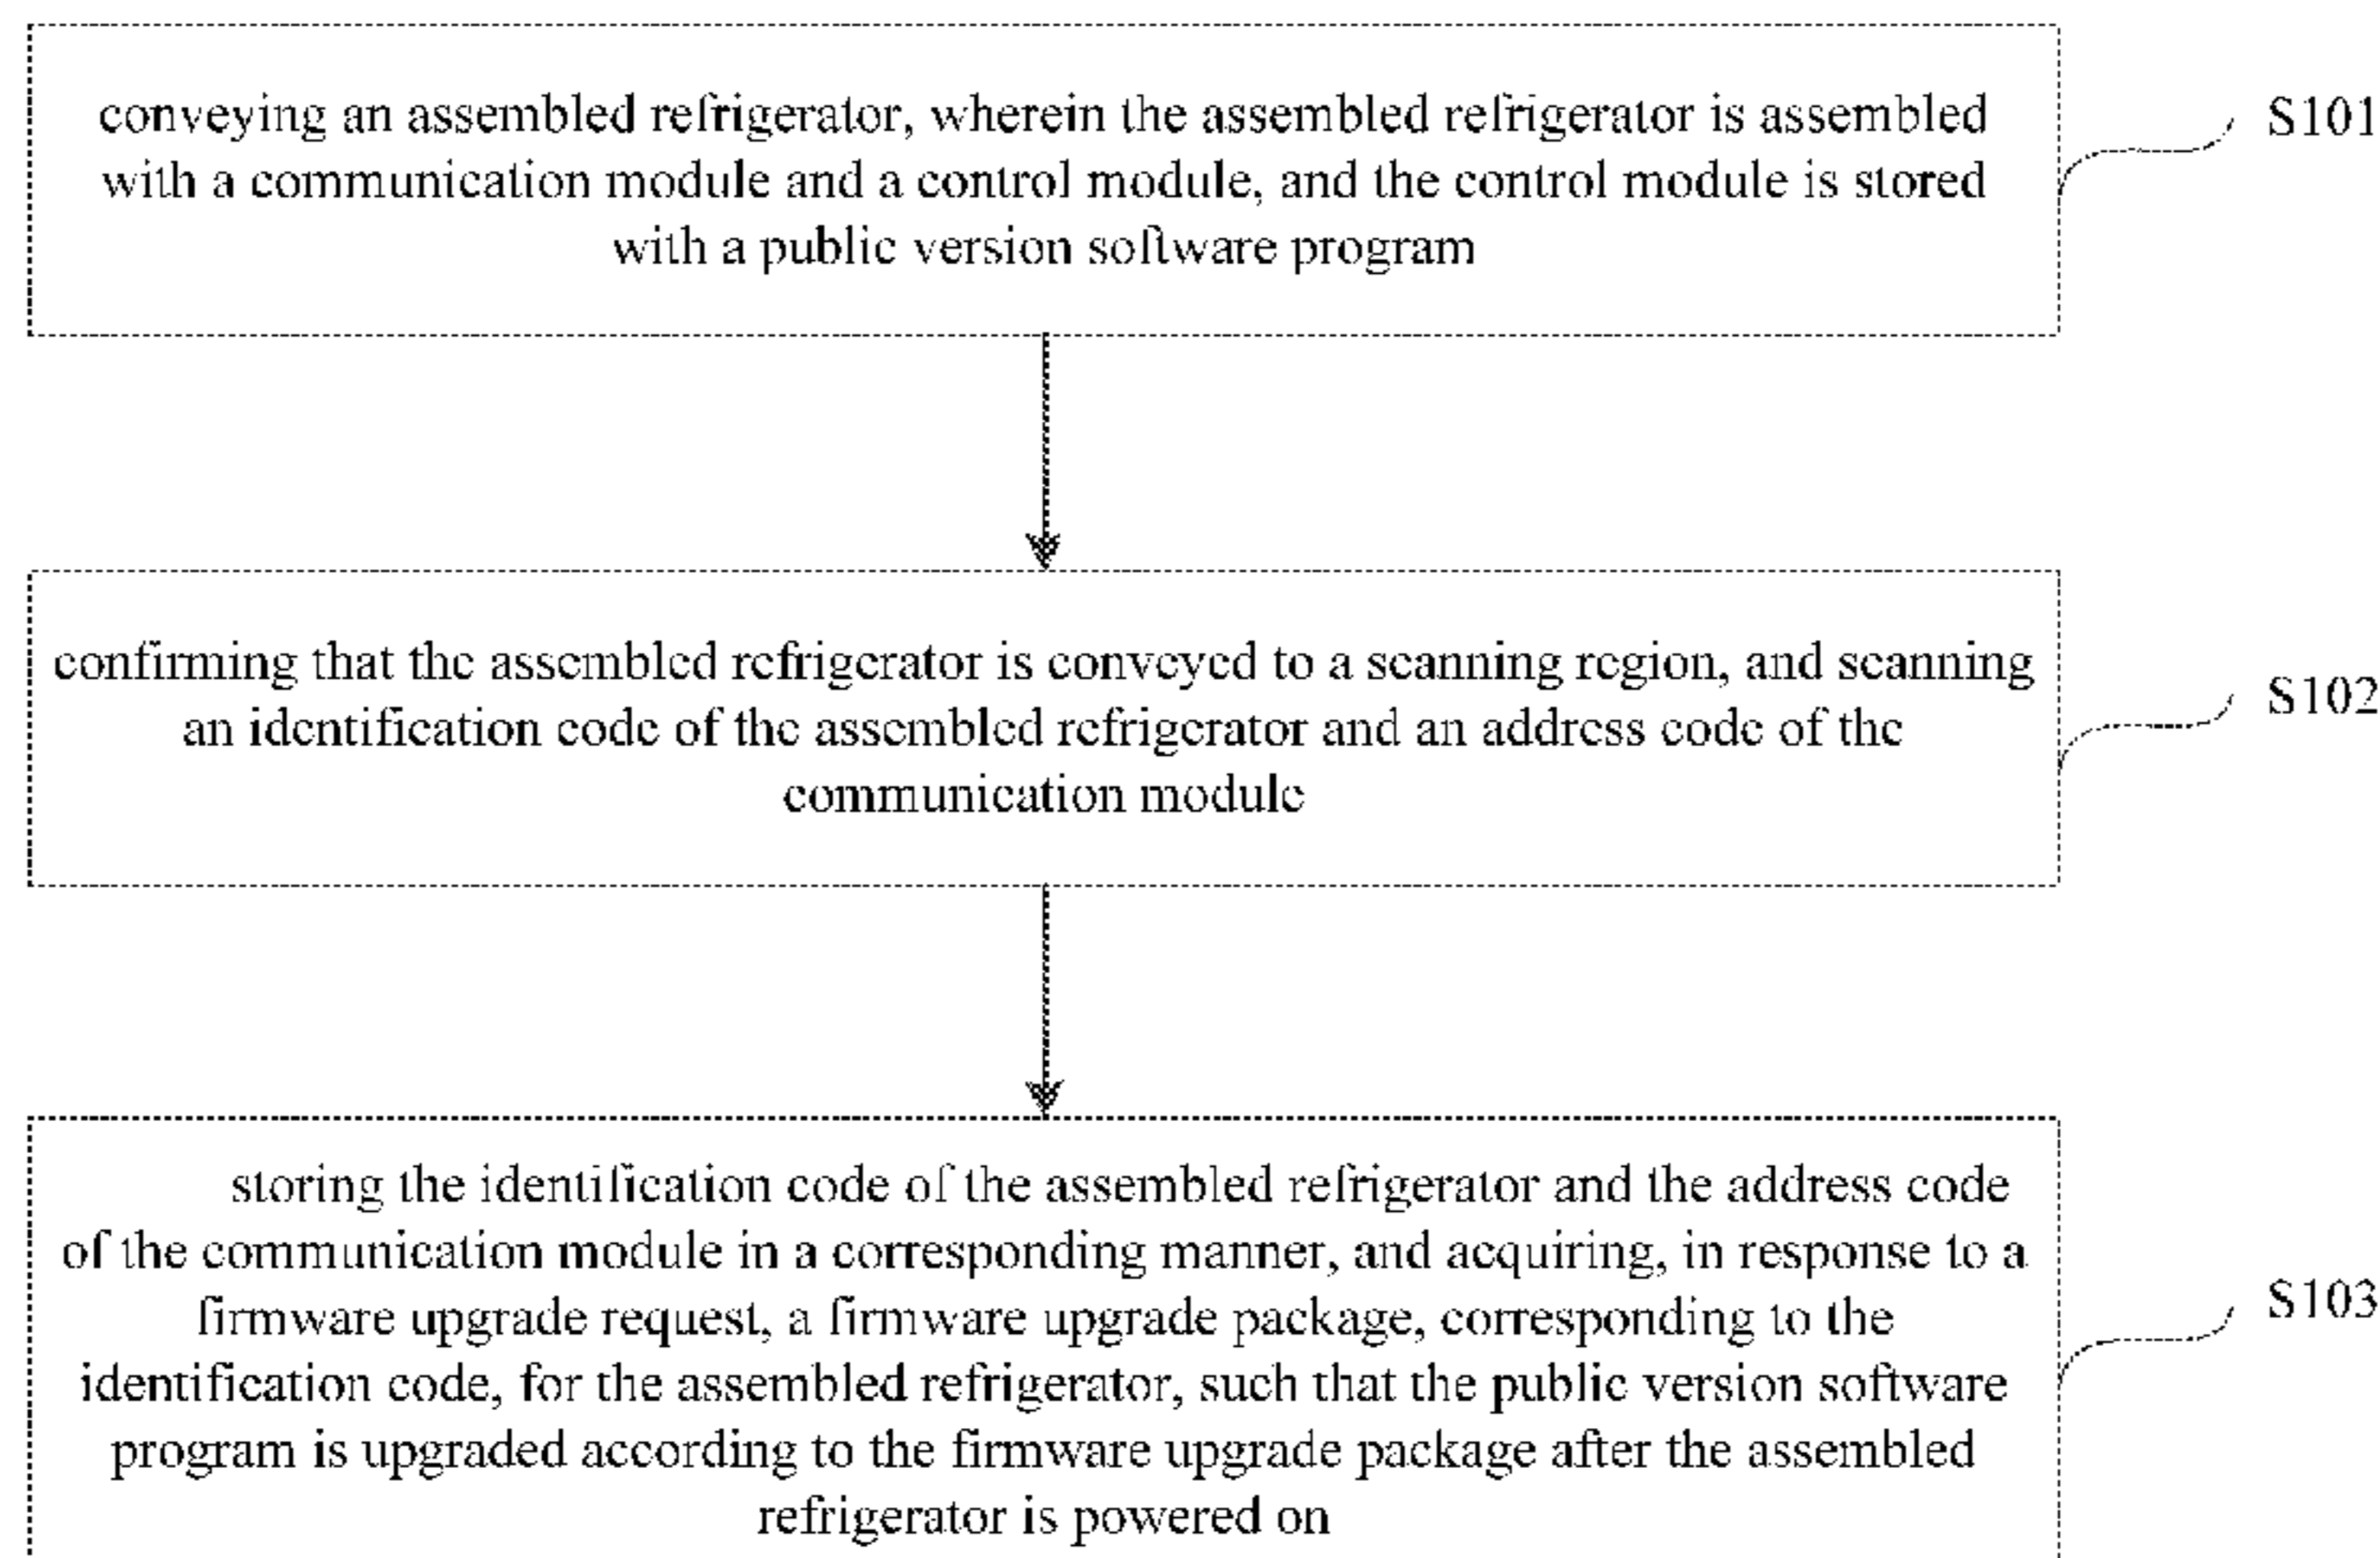 conveying an assembled refrigerator, wherein the assembled refrigerator is assembled
with a communication module and a control module, and the control module is stored
with a public version software program
S101
confirming that the assembled refrigerator is conveyed to a scanning region, and scanning
an identification code of the assembled refrigerator and an address code of the
communication module
S102
storing the identification code of the assembled refrigerator and the address code
of the communication module in a corresponding manner, and acquiring, in response to a
firmware upgrade request, a firmware upgrade package, corresponding to the
identification code, for the assembled refrigerator, such that the public version software
program is upgraded according to the firmware upgrade package after the assembled
refrigerator is powered on
S103